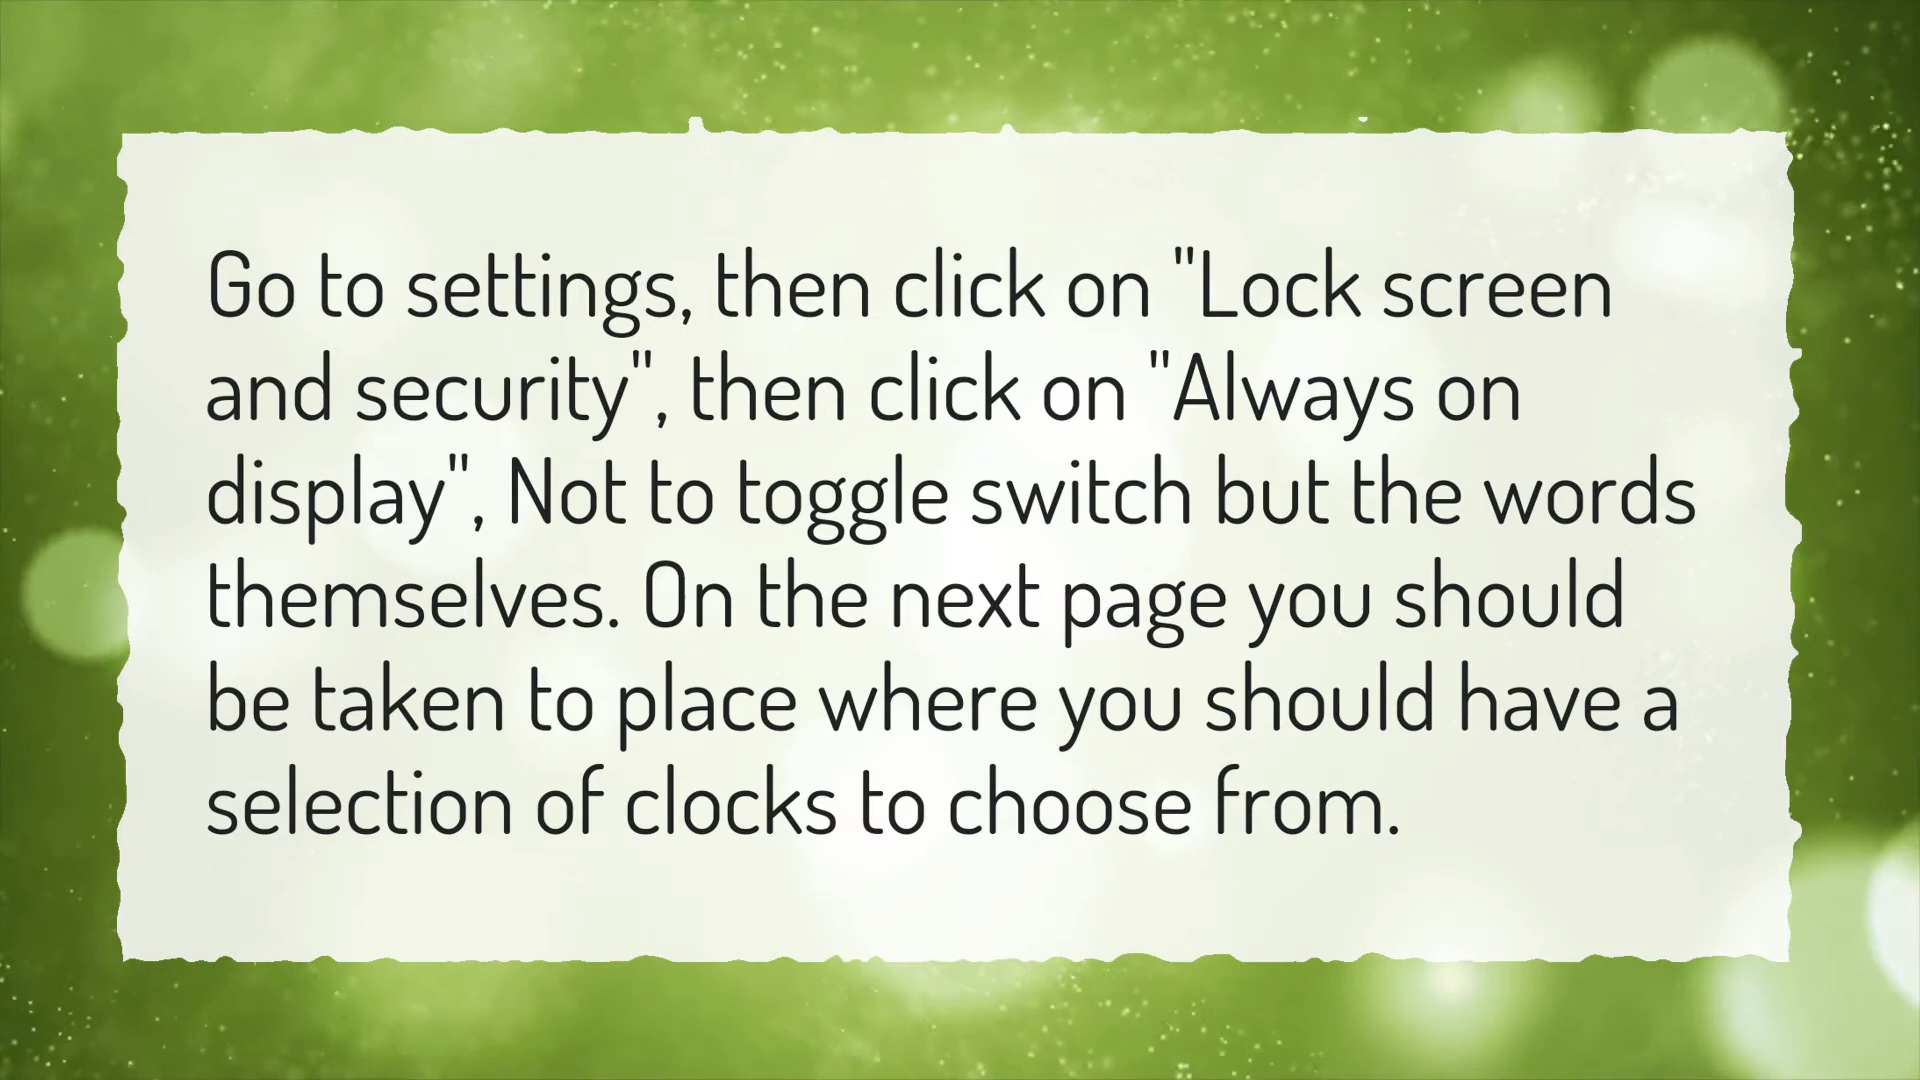 Go to settings, then click on "Lock screen
and security", then click on "Always on
display", Not to toggle switch but the words
themselves. On the next page you should
be taken to place where you should have a
selection of clocks to choose from.